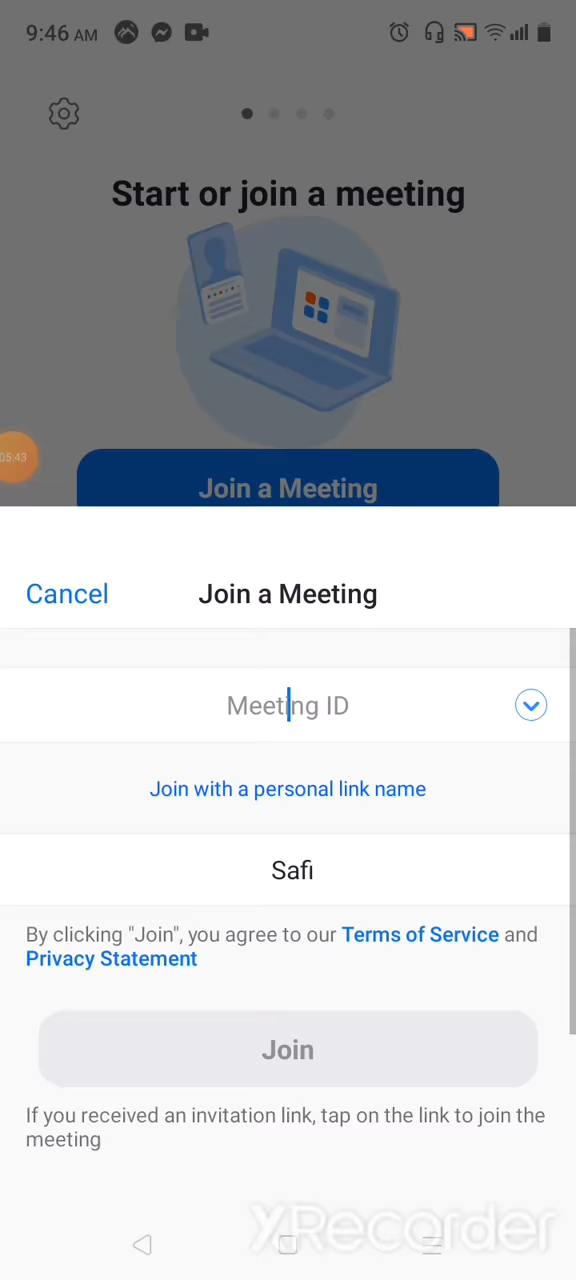 9:46 AM
Start or join a meeting
05:43
Join a Meeting
Cancel
Join a Meeting
Meeting ID
Join with a personal link name
Safi
By clicking "Join", you agree to our Terms of Service and
Privacy Statement
Join
If you received an invitation link, tap on the link to join the
meeting
XRecorder